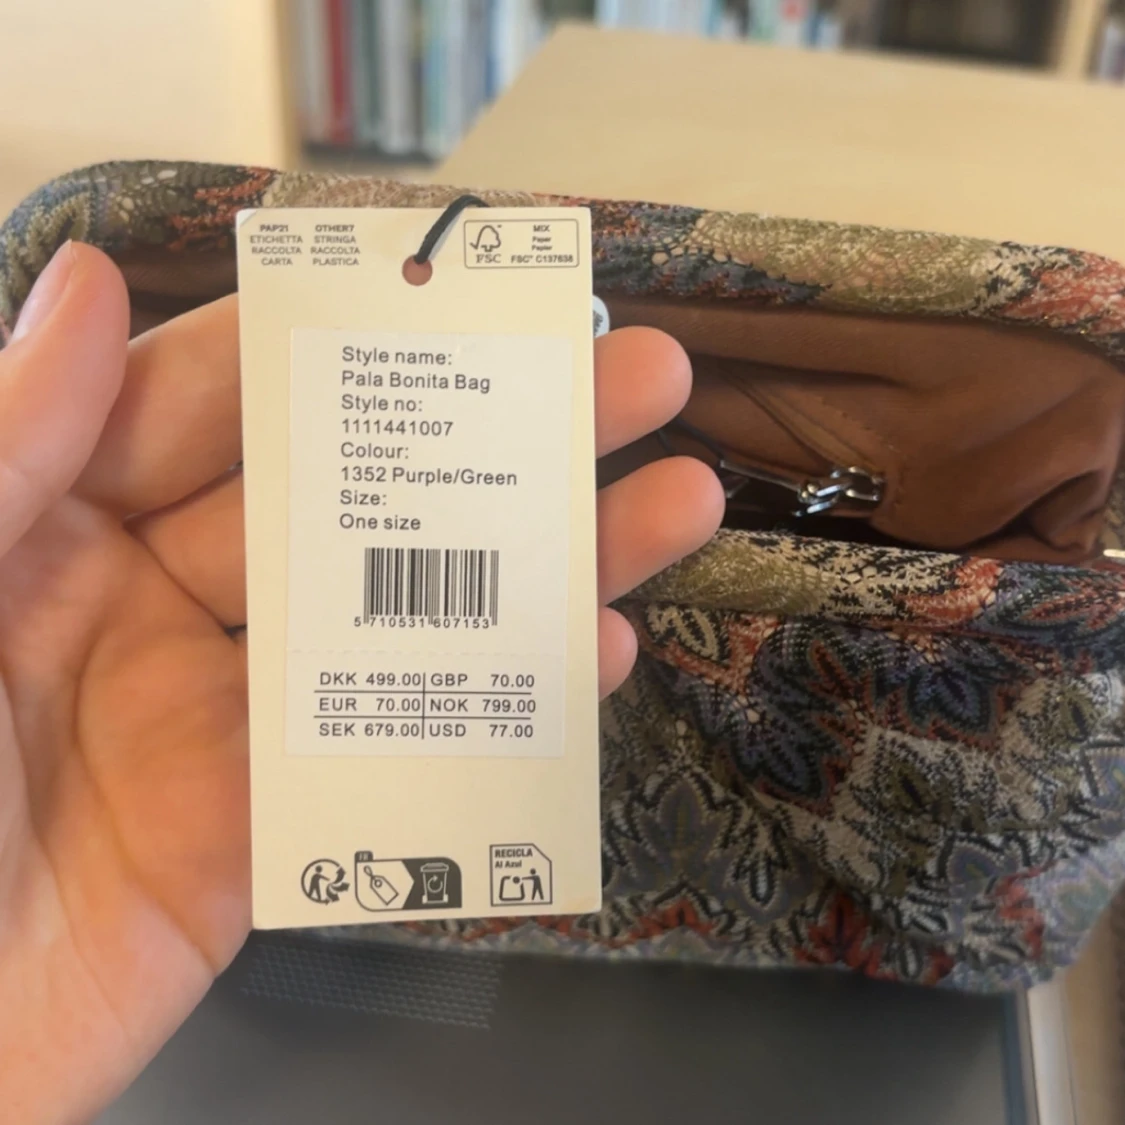 PAP21 OTHER7
ETICHETTA STRINGA
RACCOLTA RACCOLTA
CARTA PLASTICA
FSC
MIX
Paper
Papier
FSC® C137638
Style name:
Pala Bonita Bag
Style no:
1111441007
Colour:
1352 Purple/Green
Size:
One size
5 710531 607153
DKK 499.00 GBP 70.00
EUR 70.00 NOK 799.00
SEK 679.00 USD 77.00
FR
RECICLA
Al Azul